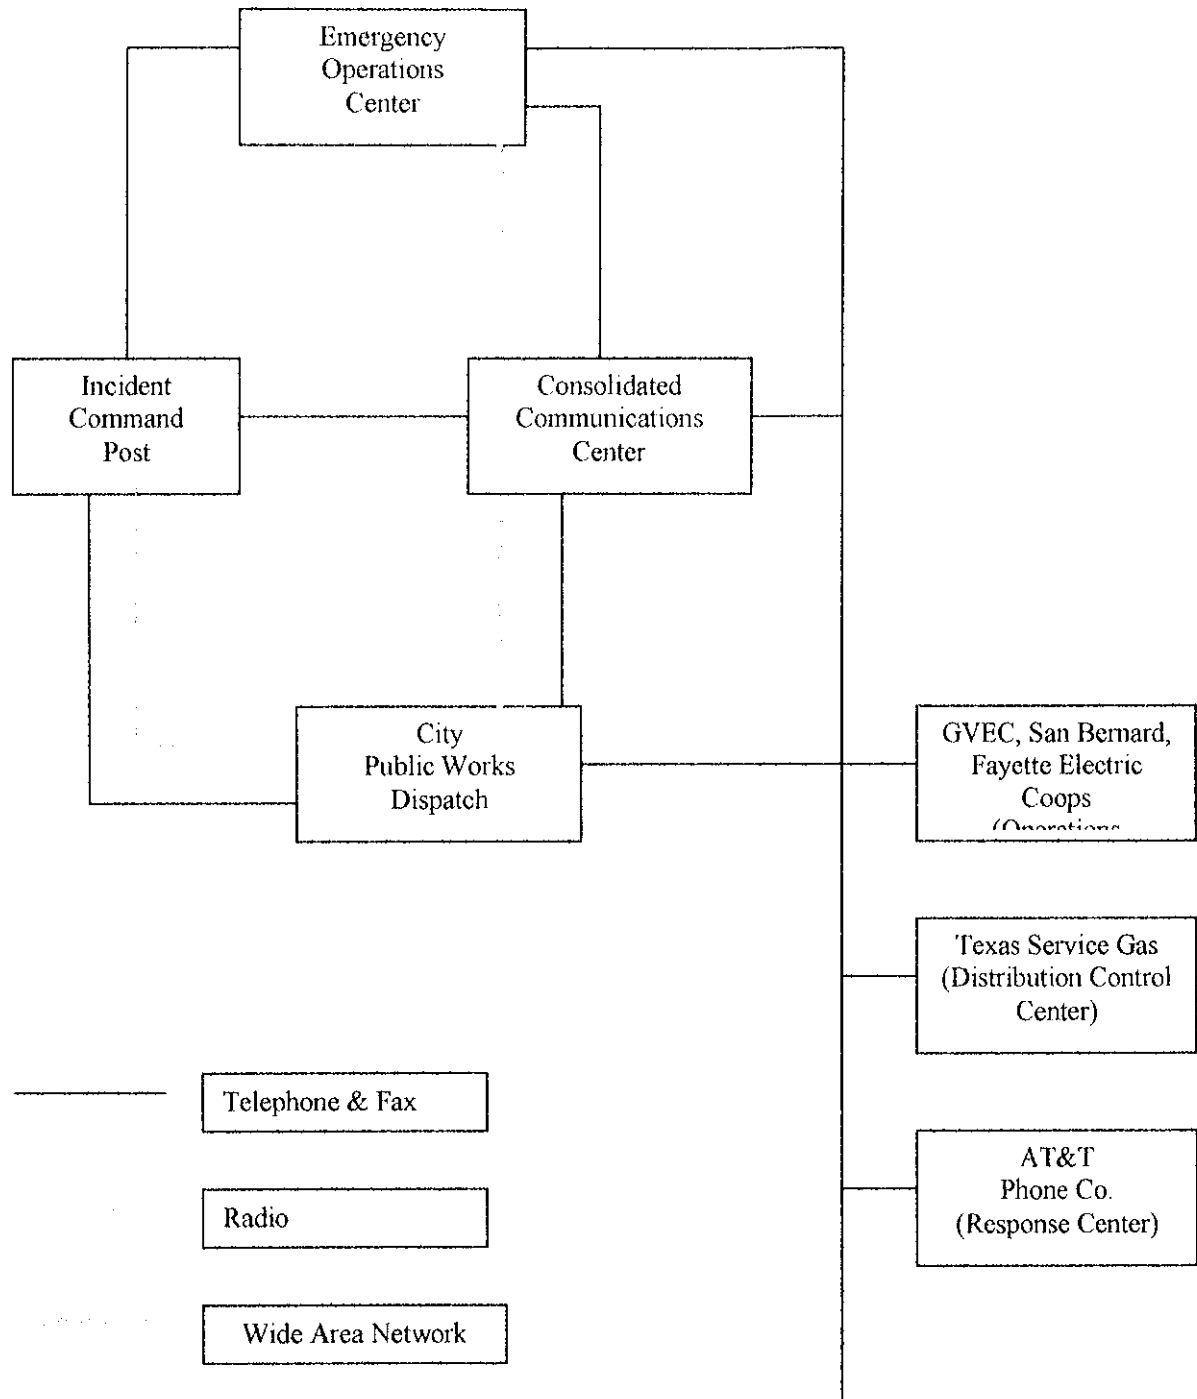 Emergency
Operations
Center
Incident
Command
Post
Consolidated
Communications
Center
City
Public Works
Dispatch
GVEC, San Bernard,
Fayette Electric
Coops
(Operations
Texas Service Gas
(Distribution Control
Center)
Telephone & Fax
AT&T
Phone Co.
(Response Center)
Radio
Wide Area Network